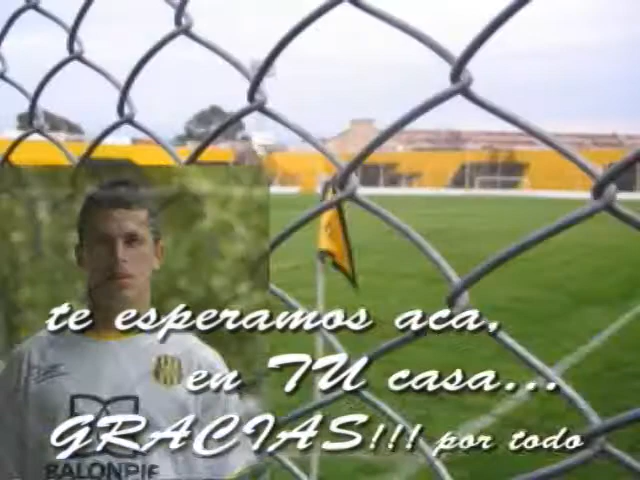 te esperamos aca,
en TU casa...
GRACIAS!!! por todo
BALONPIE